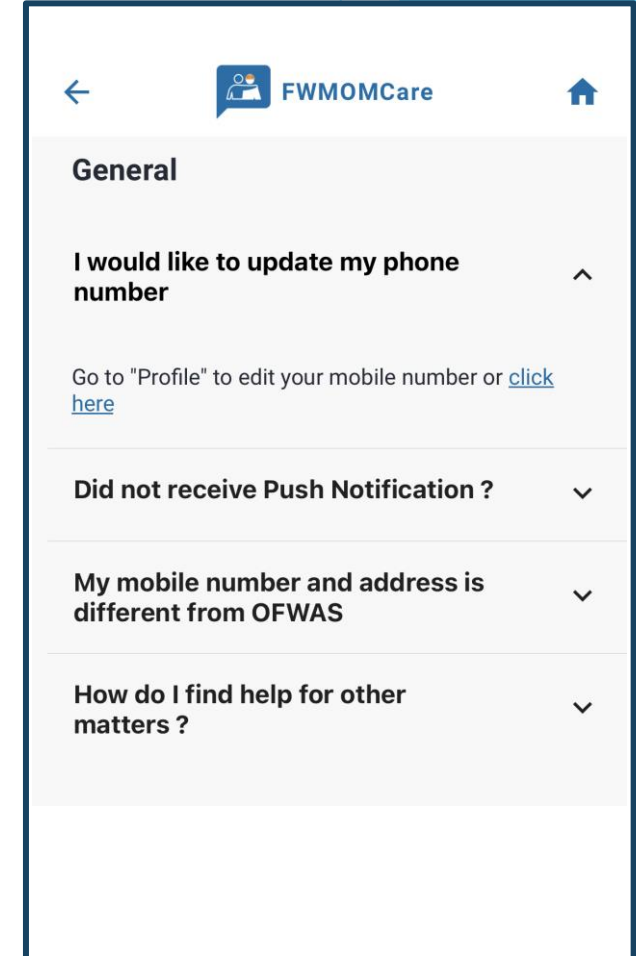 FWMOMCare
General
I would like to update my phone
number
Go to "Profile" to edit your mobile number or click
here
Did not receive Push Notification ?
My mobile number and address is
different from OFWAS
How do I find help for other
matters ?